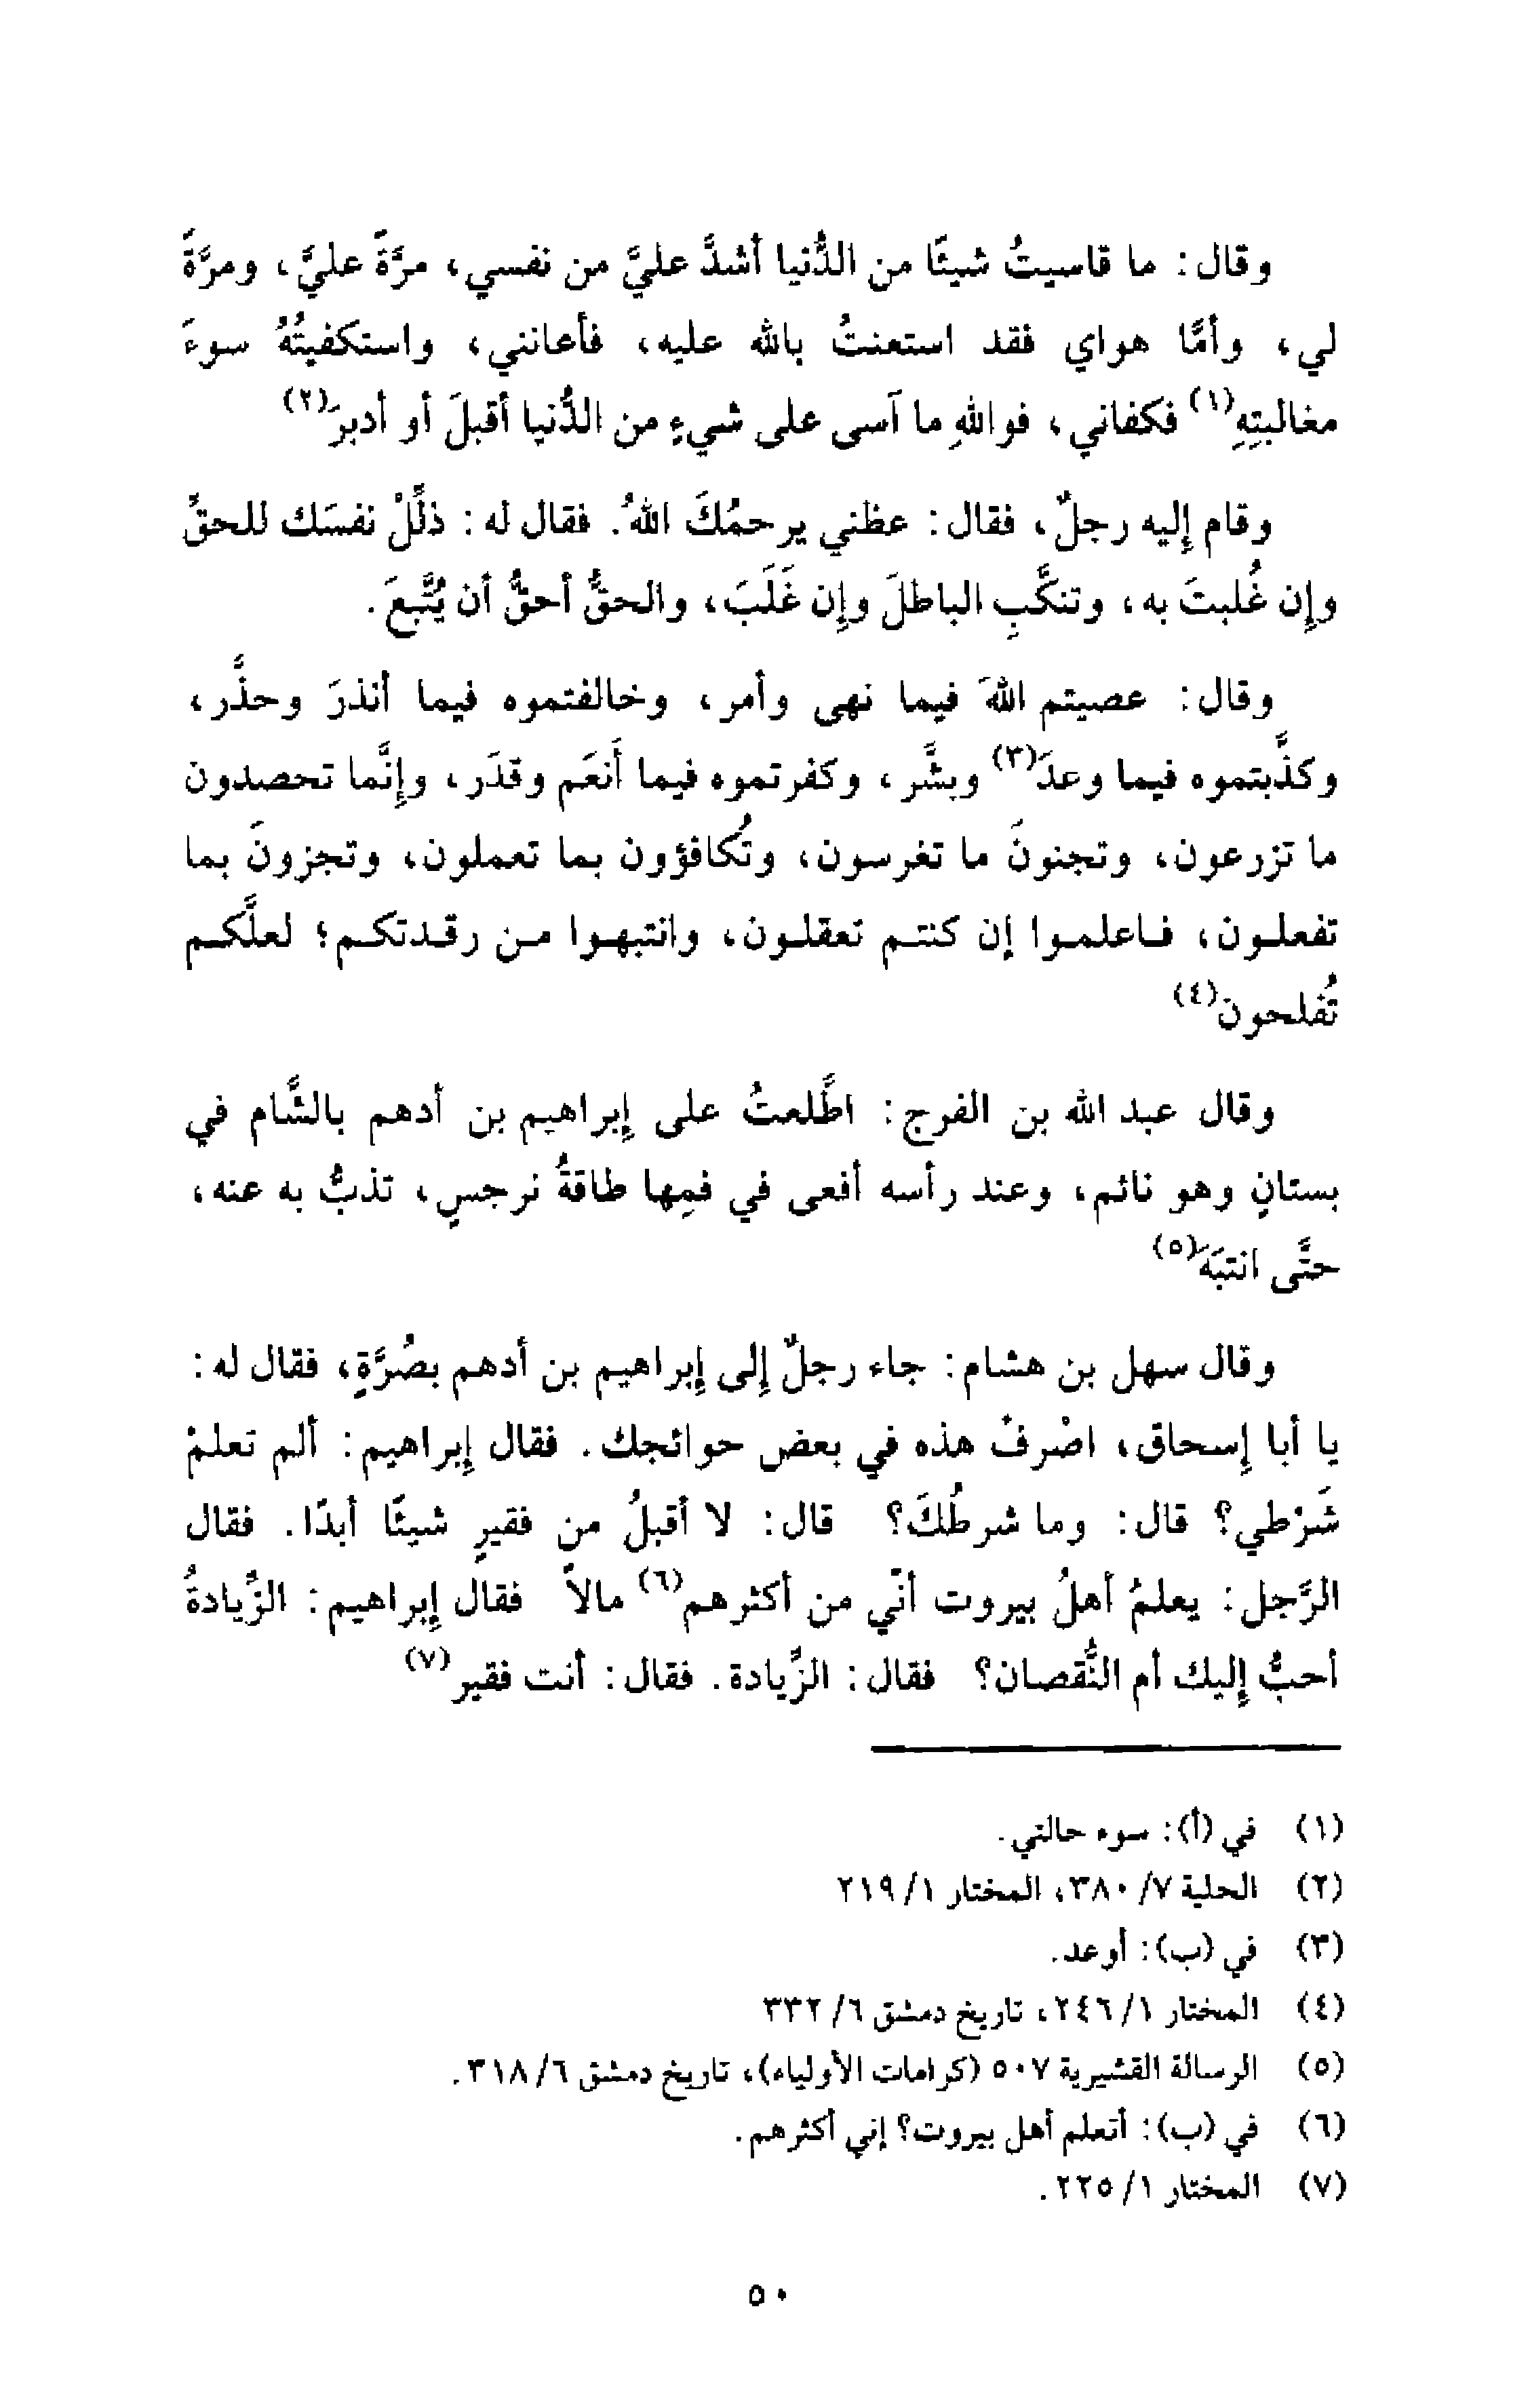 وقال: ما قاسيتُ شيئًا من الدُّنيا أشدَّ عليَّ من نفسي، مرَّةً عليَّ، ومرَّةً
لي، وأمَّا هواي فقد استعنتُ بالله عليه، فأعانني، واستكفيتُهُ سوءَ
مغالبتِهِ(١) فكفاني، فواللهِ ما آسى على شيءٍ من الدُّنيا أقبلَ أو أدبرَ(٢)
وقام إليه رجلٌ، فقال: عظني يرحمُكَ اللهُ. فقال له: ذلِّلْ نفسَك للحقِّ
وإن غُلبتَ به، وتنكَّبِ الباطلَ وإن غَلَبَ، والحقُّ أحقُّ أن يُتَّبعَ.
وقال: عصيتم اللهَ فيما نهى وأمر، وخالفتموه فيما أنذرَ وحذَّر،
وكذَّبتموه فيما وعدَ(٣) وبشَّر، وكفرتموه فيما أَنعَم وقدَر، وإنَّما تحصدون
ما تزرعون، وتجنونَ ما تغرسون، وتُكافؤون بما تعملون، وتجزونَ بما
تفعلون، فاعلموا إن كنتم تعقلون، وانتبهوا من رقدتكم؛ لعلَّكم
تُفلحون(٤)
وقال عبد الله بن الفرج: اطَّلعتُ على إبراهيم بن أدهم بالشَّام في
بستانٍ وهو نائم، وعند رأسه أفعى في فمِها طاقةُ نرجسٍ، تذبُّ به عنه،
حتَّى انتبَهَ(٥)
وقال سهل بن هشام: جاء رجلٌ إلى إبراهيم بن أدهم بصُرَّةٍ، فقال له:
يا أبا إسحاق، اصْرفْ هذه في بعض حوائجك. فقال إبراهيم: ألم تعلمْ
شَرْطي؟ قال: وما شرطُكَ؟ قال: لا أقبلُ من فقيرٍ شيئًا أبدًا. فقال
الرَّجل: يعلمُ أهلُ بيروت أنّي من أكثرهم(٦) مالاً فقال إبراهيم: الزِّيادةُ
أحبُّ إليك أم النُّقصان؟ فقال: الزِّيادة. فقال: أنت فقير(٧)
(١) في (أ): سوء حالتي.
(٢) الحلية ٧/ ٣٨٠، المختار ١/ ٢١٩
(٣) في (ب): أوعد.
(٤) المختار ١/ ٢٤٦، تاريخ دمشق ٦/ ٣٣٢
(٥) الرسالة القشيرية ٥٠٧ (كرامات الأولياء)، تاريخ دمشق ٦/ ٣١٨.
(٦) في (ب): أتعلم أهل بيروت؟ إني أكثرهم.
(٧) المختار ١/ ٢٢٥.
٥٠